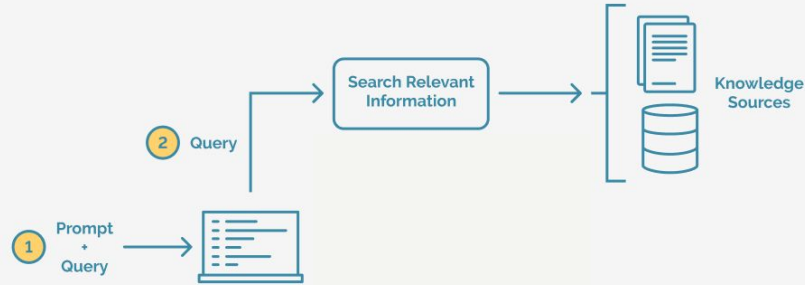 Search Relevant
Information
Knowledge
Sources
2 Query
1 Prompt
+
Query